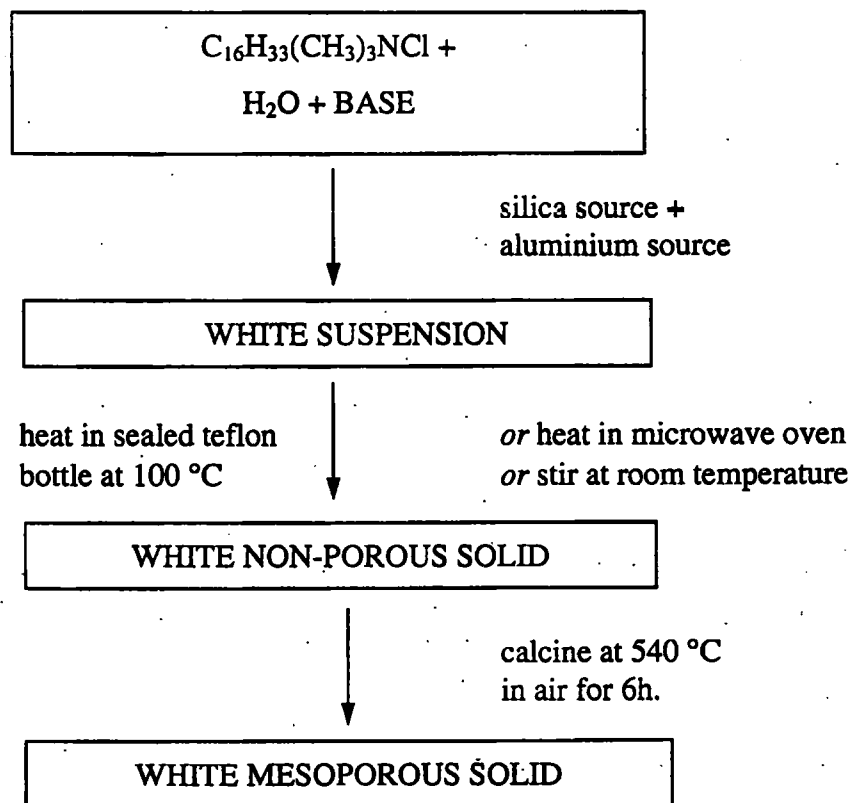 C₁₆H₃₃(CH₃)₃NCl +
H₂O + BASE
silica source +
aluminium source
WHITE SUSPENSION
heat in sealed teflon
bottle at 100 °C
or heat in microwave oven
or stir at room temperature
WHITE NON-POROUS SOLID
calcine at 540 °C
in air for 6h.
WHITE MESOPOROUS SOLID